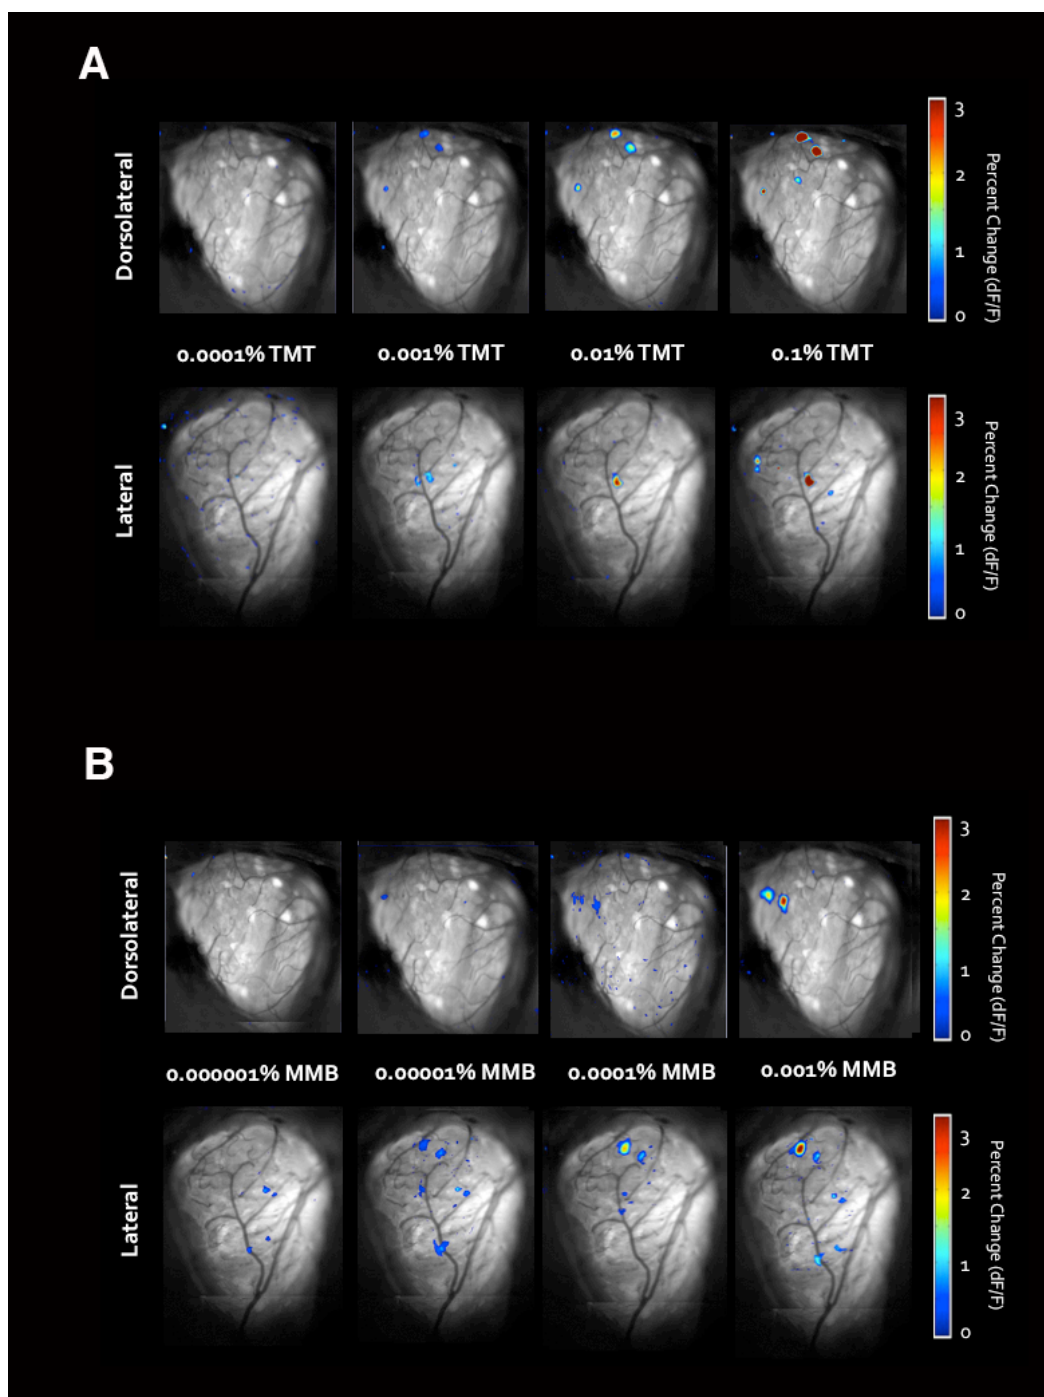 A
Dorsolateral
3
2
1
0
Percent Change (dF/F)
0.0001% TMT
0.001% TMT
0.01% TMT
0.1% TMT
Lateral
3
2
1
0
Percent Change (dF/F)
B
Dorsolateral
3
2
1
0
Percent Change (dF/F)
0.000001% MMB
0.00001% MMB
0.0001% MMB
0.001% MMB
Lateral
3
2
1
0
Percent Change (dF/F)